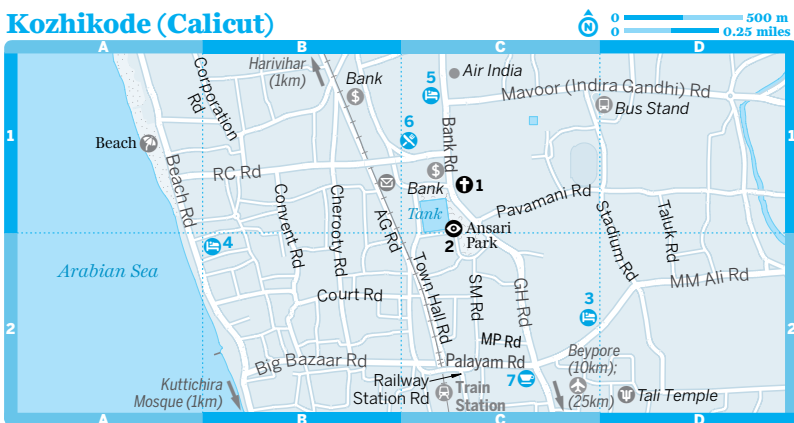 Kozhikode (Calicut)
N
0 500 m
0 0.25 miles
A B C D
Harivihar
(1km)
Bank
$
5
Air India
Mavoor (Indira Gandhi) Rd
Bus Stand
Corporation
Rd
1
1
6
Beach
Bank Rd
RC Rd
$
Bank
1
Beach Rd
Convent Rd
Cherooty Rd
AG Rd
Tank
Pavamani Rd
Stadium Rd
Taluk Rd
Ansari
Park
2
4
Arabian Sea
Town Hall Rd
SM Rd
GH Rd
MM Ali Rd
Court Rd
3
2
2
MP Rd
Big Bazaar Rd
Palayam Rd
Beypore
(10km);
(25km)
Kuttichira
Mosque (1km)
Railway
Station Rd
Train
Station
7
Tali Temple
A B C D